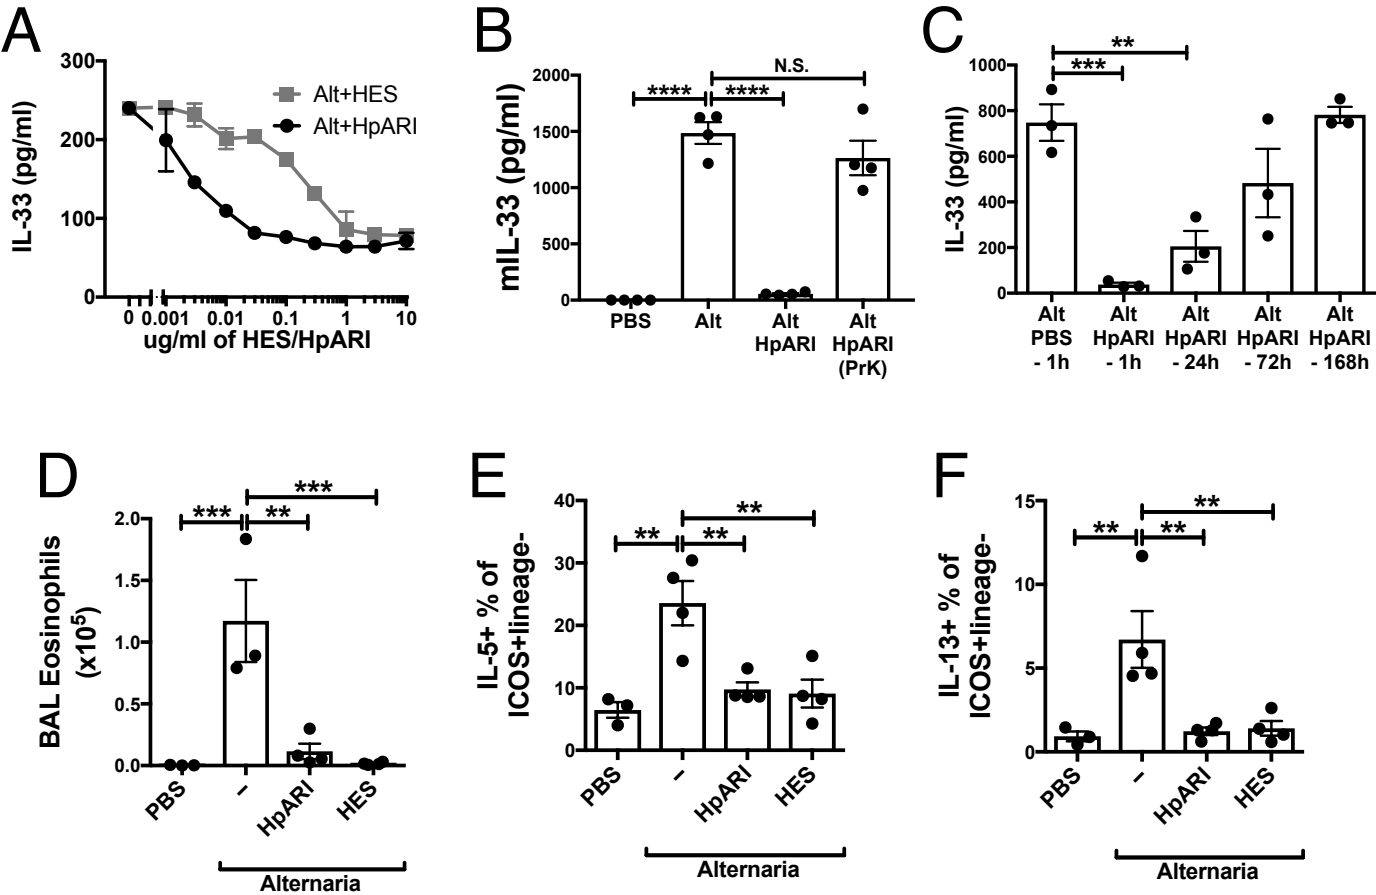 A
IL-33 (pg/ml)
300
200
100
0
Alt+HES
Alt+HpARI
0 0.001 0.01 0.1 1 10
ug/ml of HES/HpARI
B
mIL-33 (pg/ml)
2000
1500
1000
500
0
N.S.
**** ****
PBS
Alt
Alt
HpARI
Alt
HpARI
(PrK)
C
IL-33 (pg/ml)
1000
800
600
400
200
0
**
***
Alt
PBS
- 1h
Alt
HpARI
- 1h
Alt
HpARI
- 24h
Alt
HpARI
- 72h
Alt
HpARI
- 168h
D
BAL Eosinophils
(x10⁵)
2.0
1.5
1.0
0.5
0.0
***
*** **
PBS
–
HpARI
HES
Alternaria
E
IL-5+ % of
ICOS+lineage-
40
30
20
10
0
**
** **
PBS
–
HpARI
HES
Alternaria
F
IL-13+ % of
ICOS+lineage-
15
10
5
0
**
** **
PBS
–
HpARI
HES
Alternaria